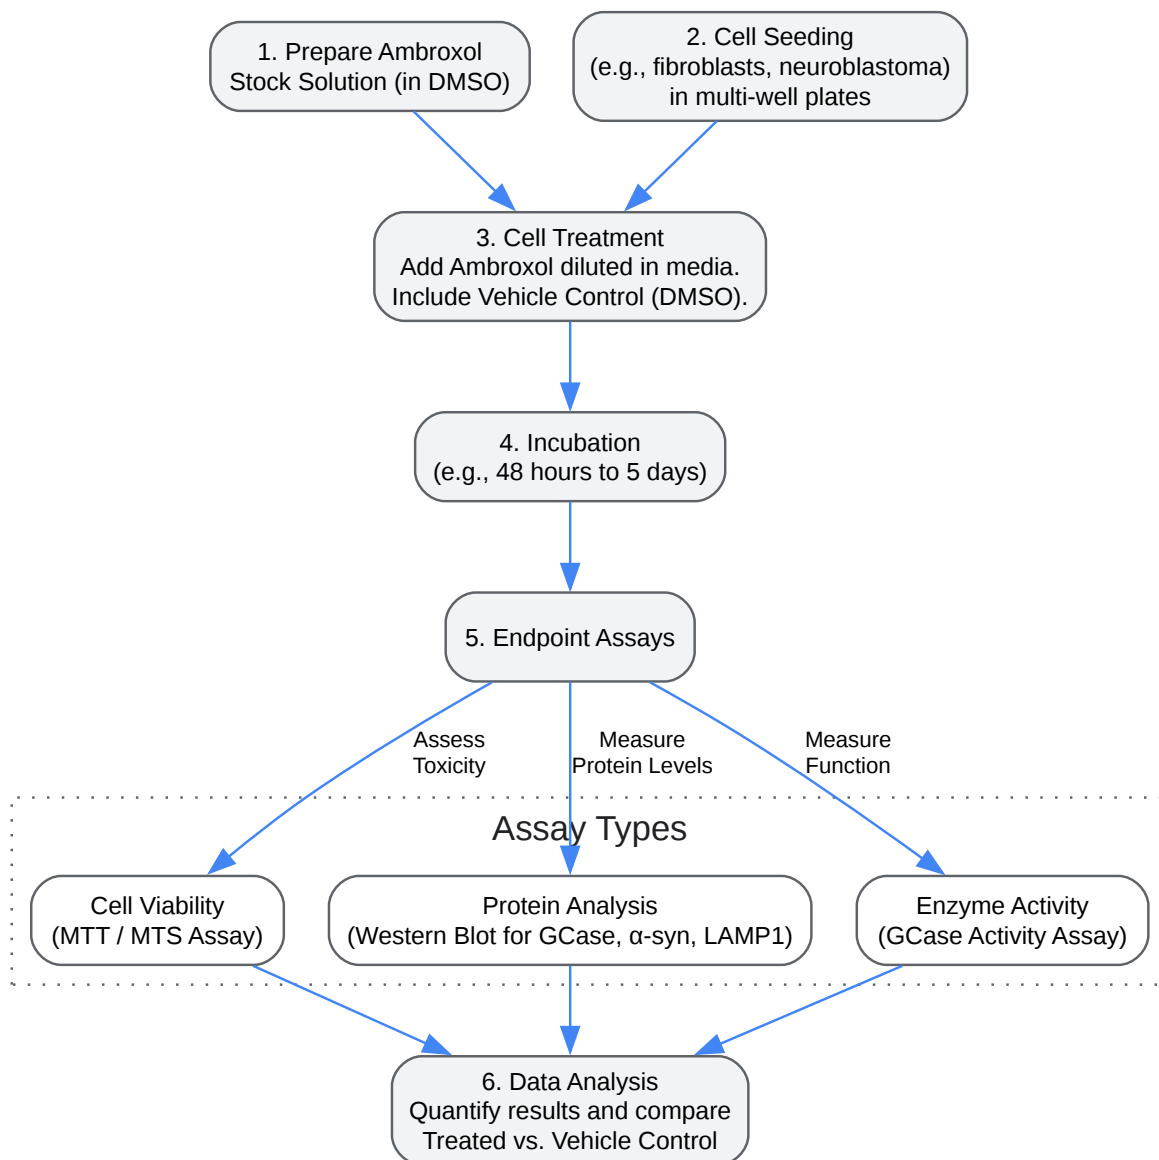 1. Prepare Ambroxol
Stock Solution (in DMSO)
2. Cell Seeding
(e.g., fibroblasts, neuroblastoma)
in multi-well plates
3. Cell Treatment
Add Ambroxol diluted in media.
Include Vehicle Control (DMSO).
4. Incubation
(e.g., 48 hours to 5 days)
5. Endpoint Assays
Assess
Toxicity
Measure
Protein Levels
Measure
Function
Assay Types
Cell Viability
(MTT / MTS Assay)
Protein Analysis
(Western Blot for GCase, α-syn, LAMP1)
Enzyme Activity
(GCase Activity Assay)
6. Data Analysis
Quantify results and compare
Treated vs. Vehicle Control